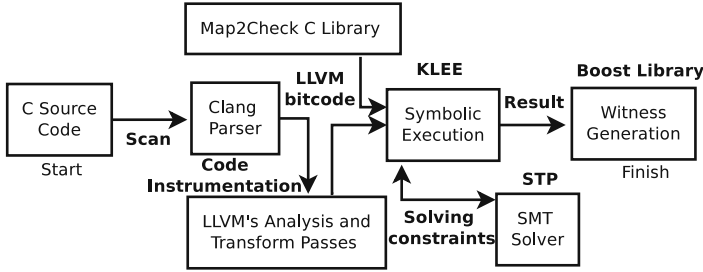 Map2Check C Library
KLEE
Boost Library
LLVM
bitcode
C Source
Code
Start
Scan
Clang
Parser
Symbolic
Execution
Result
Witness
Generation
Finish
Code
Instrumentation
LLVM's Analysis and
Transform Passes
Solving
constraints
STP
SMT
Solver